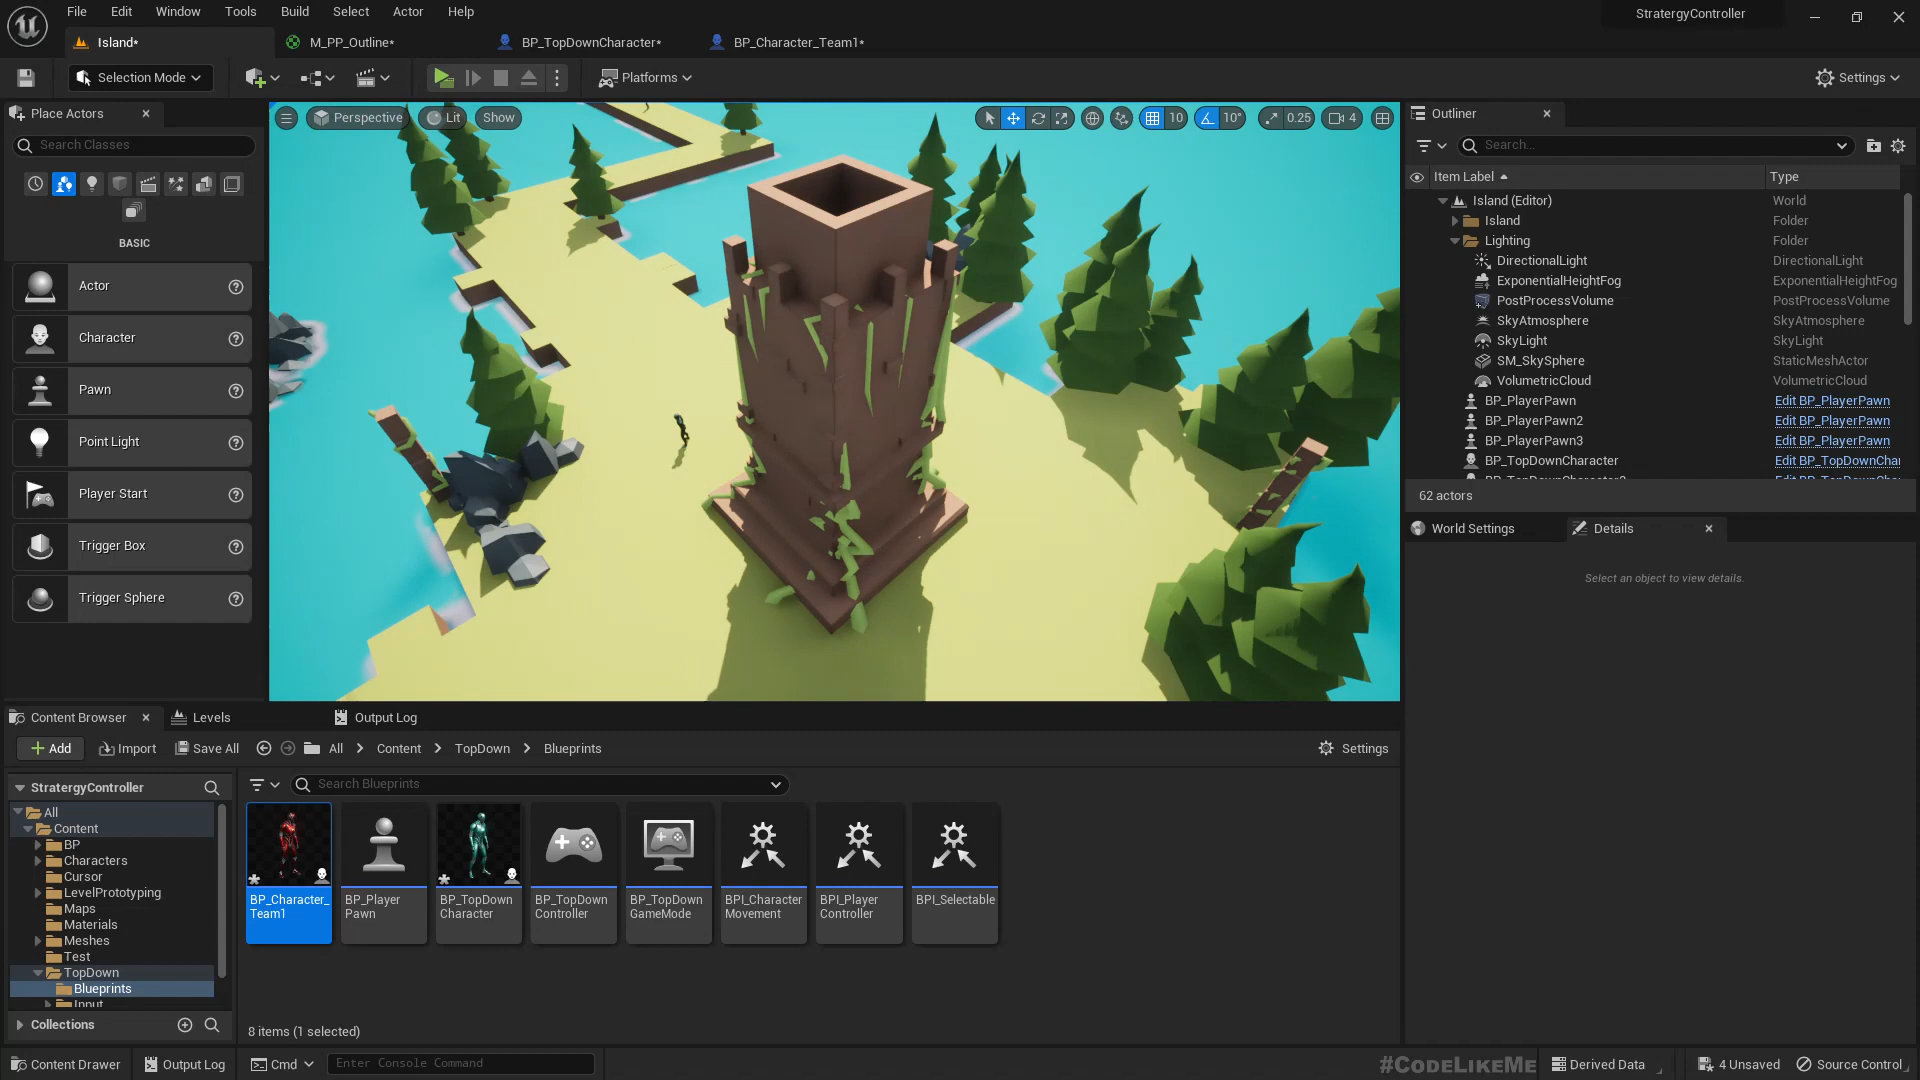 File Edit Window Tools Build Select Actor Help
StratergyController
Island*
M_PP_Outline*
BP_TopDownCharacter*
BP_Character_Team1*
Selection Mode
Platforms
Settings
Place Actors
Search Classes
BASIC
Actor
Character
Pawn
Point Light
Player Start
Trigger Box
Trigger Sphere
Perspective
Lit
Show
10
10°
0.25
4
Outliner
Search...
Item Label
Type
Island (Editor) World
Island Folder
Lighting Folder
DirectionalLight DirectionalLight
ExponentialHeightFog ExponentialHeightFog
PostProcessVolume PostProcessVolume
SkyAtmosphere SkyAtmosphere
SkyLight SkyLight
SM_SkySphere StaticMeshActor
VolumetricCloud VolumetricCloud
BP_PlayerPawn Edit BP_PlayerPawn
BP_PlayerPawn2 Edit BP_PlayerPawn
BP_PlayerPawn3 Edit BP_PlayerPawn
BP_TopDownCharacter Edit BP_TopDownChar
62 actors
World Settings
Details
Select an object to view details.
Content Browser
Levels
Output Log
Add
Import
Save All
All > Content > TopDown > Blueprints
Settings
StratergyController
Search Blueprints
All
Content
BP
Characters
Cursor
LevelPrototyping
Maps
Materials
Meshes
Test
TopDown
Blueprints
Input
Collections
BP_Character_
Team1
BP_Player
Pawn
BP_TopDown
Character
BP_TopDown
Controller
BP_TopDown
GameMode
BPI_Character
Movement
BPI_Player
Controller
BPI_Selectable
8 items (1 selected)
Content Drawer
Output Log
Cmd
Enter Console Command
#CODELIKEME
Derived Data
4 Unsaved
Source Control